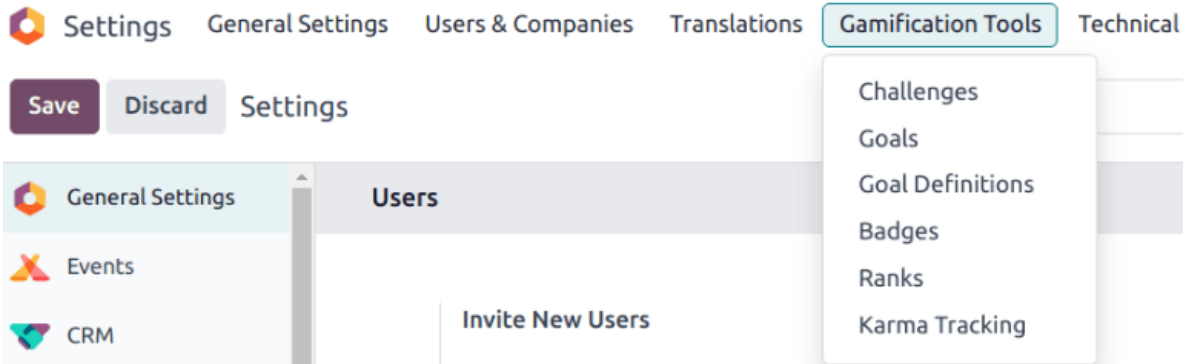 Settings General Settings Users & Companies Translations Gamification Tools Technical
Save Discard Settings
Challenges
Goals
Goal Definitions
Badges
Ranks
Karma Tracking
General Settings
Events
CRM
Users
Invite New Users